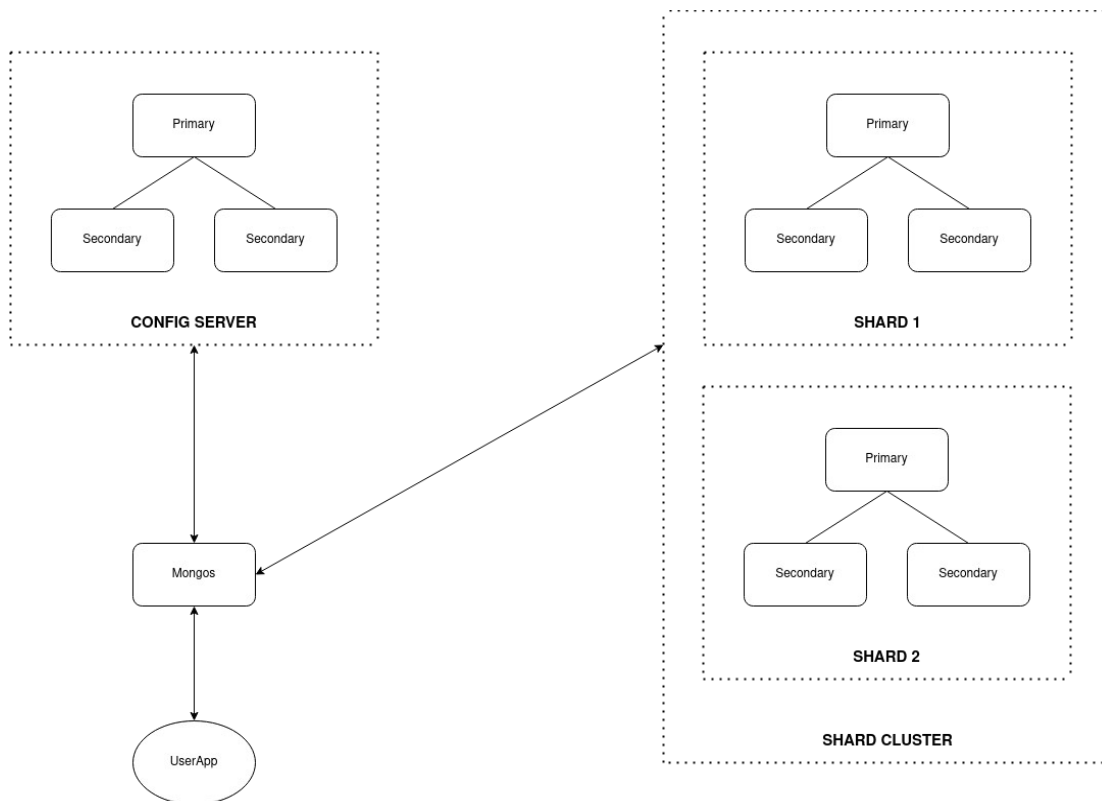 Primary
Secondary
Secondary
CONFIG SERVER
Mongos
UserApp
Primary
Secondary
Secondary
SHARD 1
Primary
Secondary
Secondary
SHARD 2
SHARD CLUSTER